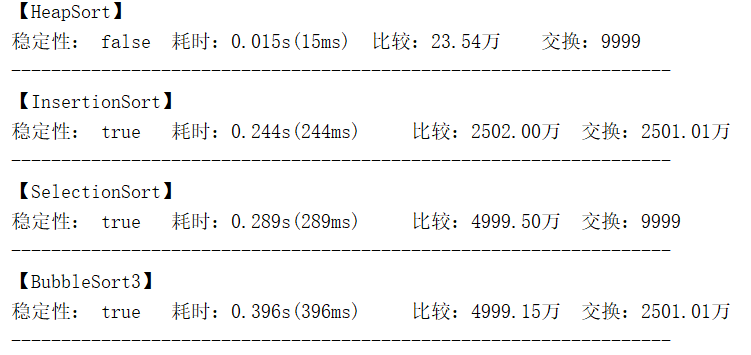 【HeapSort】
稳定性： false 耗时：0.015s(15ms) 比较：23.54万 交换：9999
------------------------------------------------------------------
【InsertionSort】
稳定性： true 耗时：0.244s(244ms) 比较：2502.00万 交换：2501.01万
------------------------------------------------------------------
【SelectionSort】
稳定性： true 耗时：0.289s(289ms) 比较：4999.50万 交换：9999
------------------------------------------------------------------
【BubbleSort3】
稳定性： true 耗时：0.396s(396ms) 比较：4999.15万 交换：2501.01万
------------------------------------------------------------------